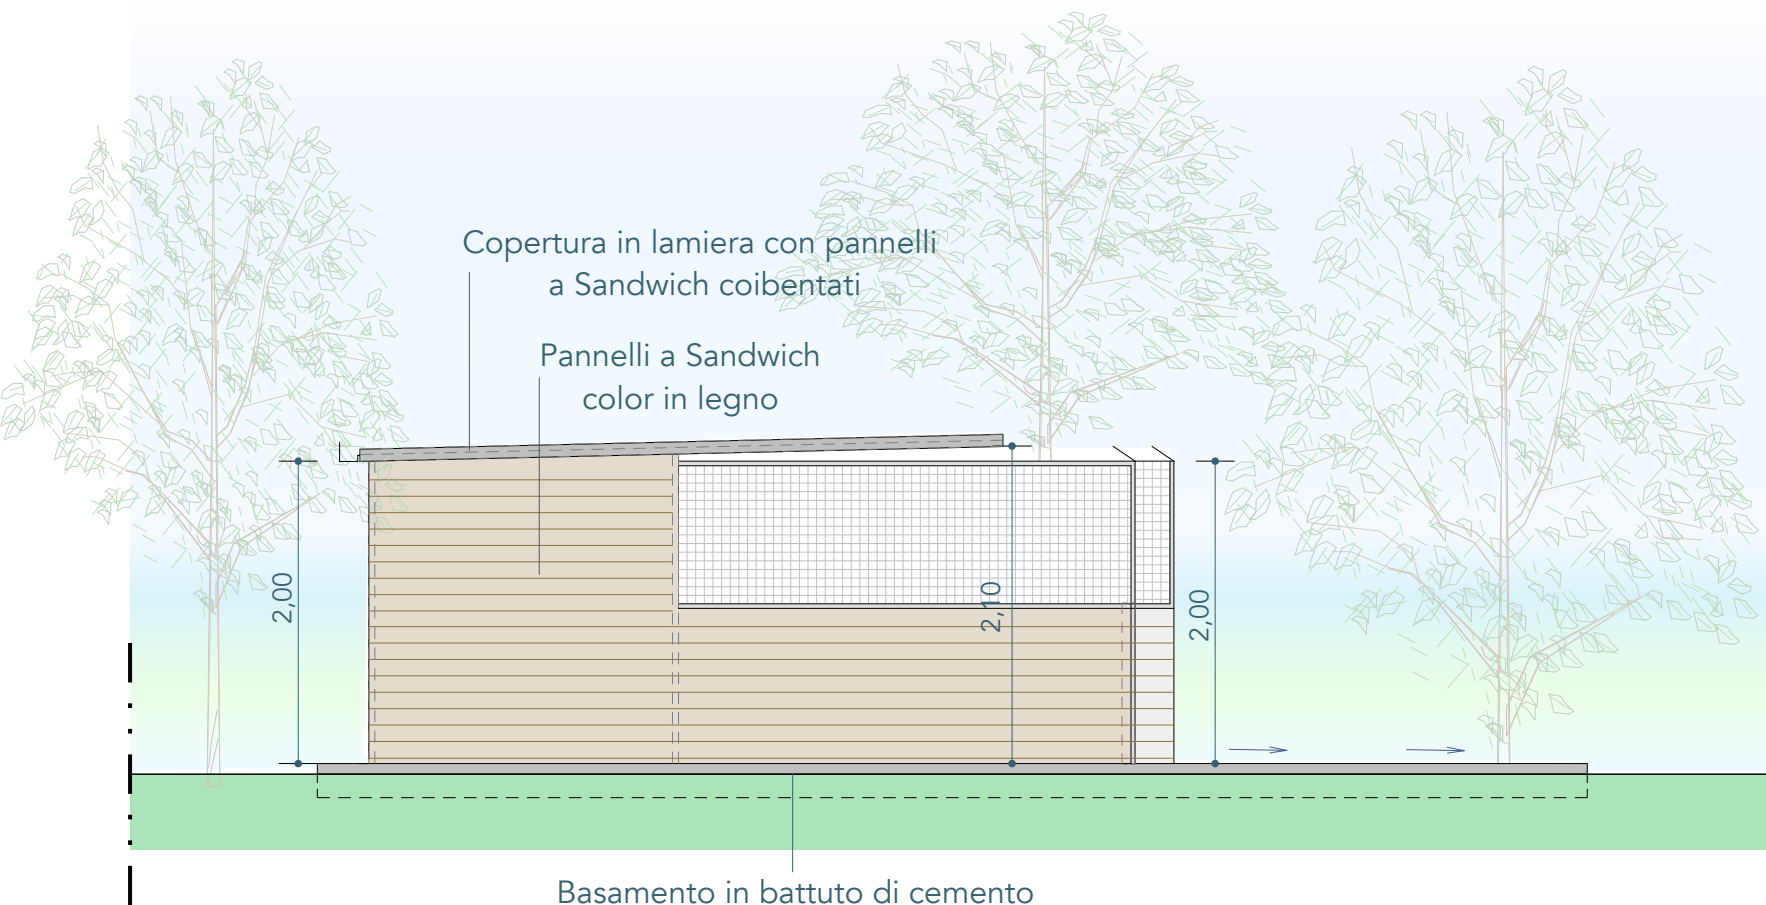 Copertura in lamiera con pannelli
a Sandwich coibentati
Pannelli a Sandwich
color in legno
2,00
2,10
2,00
Basamento in battuto di cemento